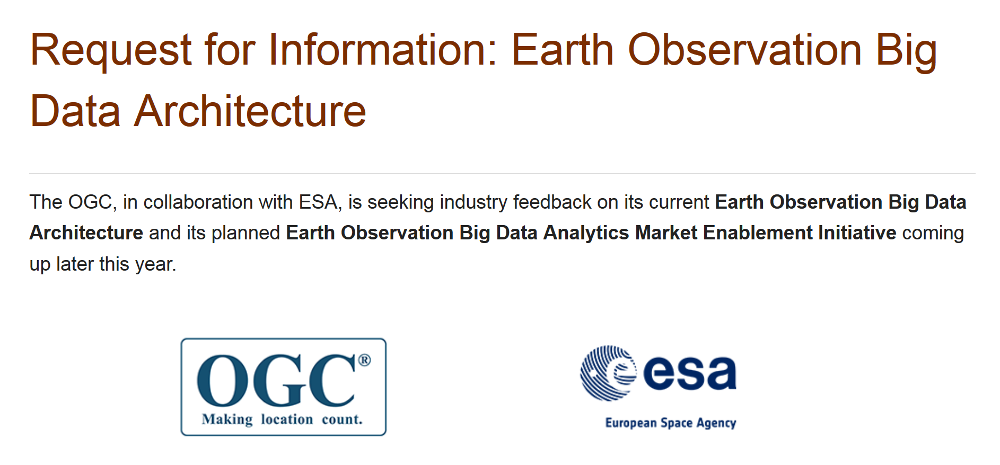 Request for Information: Earth Observation Big
Data Architecture
The OGC, in collaboration with ESA, is seeking industry feedback on its current Earth Observation Big Data
Architecture and its planned Earth Observation Big Data Analytics Market Enablement Initiative coming
up later this year.
OGC®
Making location count.
esa
European Space Agency